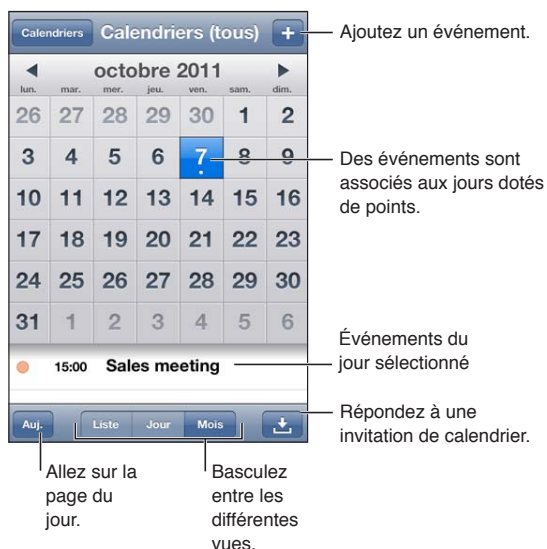 Calendriers Calendriers (tous) +
Ajoutez un événement.
octobre 2011
lun. mar. mer. jeu. ven. sam. dim.
26 27 28 29 30 1 2
3 4 5 6 7 8 9
Des événements sont
associés aux jours dotés
de points.
10 11 12 13 14 15 16
17 18 19 20 21 22 23
24 25 26 27 28 29 30
31 1 2 3 4 5 6
Événements du
jour sélectionné
15:00 Sales meeting
Répondez à une
invitation de calendrier.
Auj. Liste Jour Mois
Allez sur la
page du
jour.
Basculez
entre les
différentes
vues.